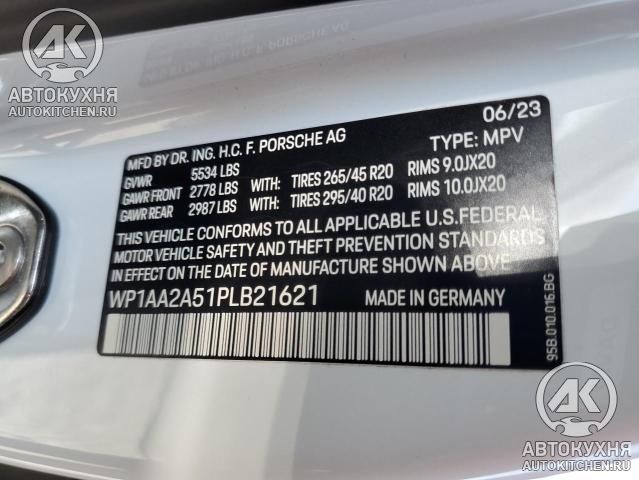 AK
АВТОКУХНЯ
AUTOKITCHEN.RU
06/23
MFD BY DR. ING. H.C. F. PORSCHE AG
TYPE: MPV
GVWR 5534 LBS
GAWR FRONT 2778 LBS WITH: TIRES 265/45 R20 RIMS 9.0JX20
GAWR REAR 2987 LBS WITH: TIRES 295/40 R20 RIMS 10.0JX20
THIS VEHICLE CONFORMS TO ALL APPLICABLE U.S.FEDERAL
MOTOR VEHICLE SAFETY AND THEFT PREVENTION STANDARDS
IN EFFECT ON THE DATE OF MANUFACTURE SHOWN ABOVE.
WP1AA2A51PLB21621 MADE IN GERMANY
95B.010.016.BG
AK
АВТОКУХНЯ
AUTOKITCHEN.RU